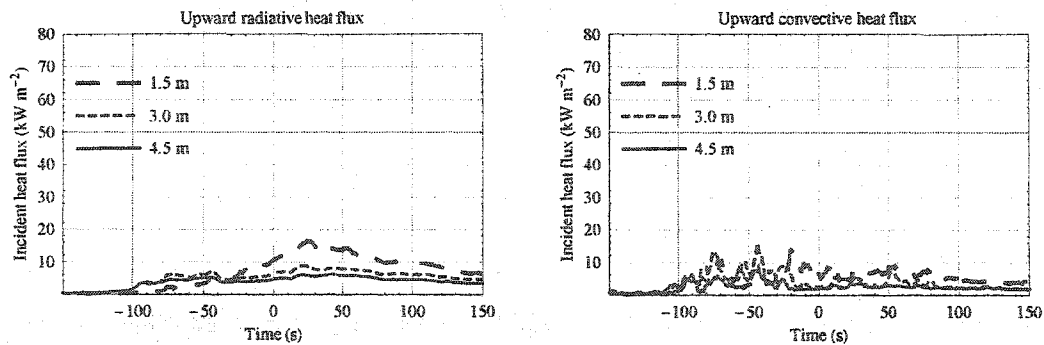 Upward radiative heat flux
Incident heat flux (kW m⁻²)
80
70
60
50
40
30
20
10
1.5 m
3.0 m
4.5 m
−100
−50
0
50
100
150
Time (s)
Upward convective heat flux
Incident heat flux (kW m⁻²)
80
70
60
50
40
30
20
10
1.5 m
3.0 m
4.5 m
−100
−50
0
50
100
150
Time (s)